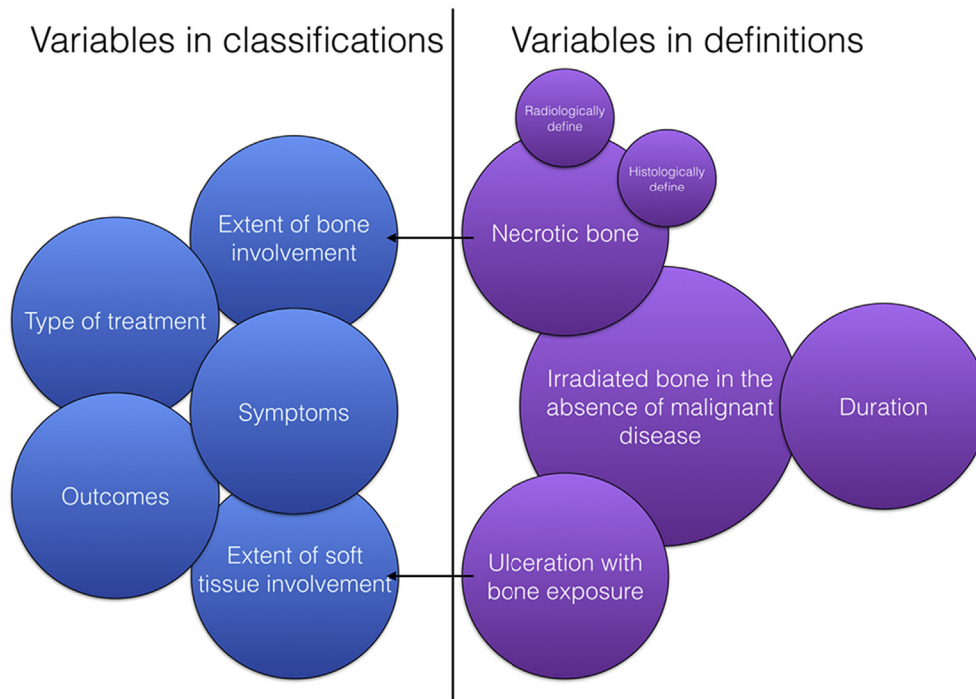 Variables in classifications
Variables in definitions
Extent of bone
involvement
Type of treatment
Symptoms
Outcomes
Extent of soft
tissue involvement
Radiologically
define
Histologically
define
Necrotic bone
Irradiated bone in the
absence of malignant
disease
Duration
Ulceration with
bone exposure